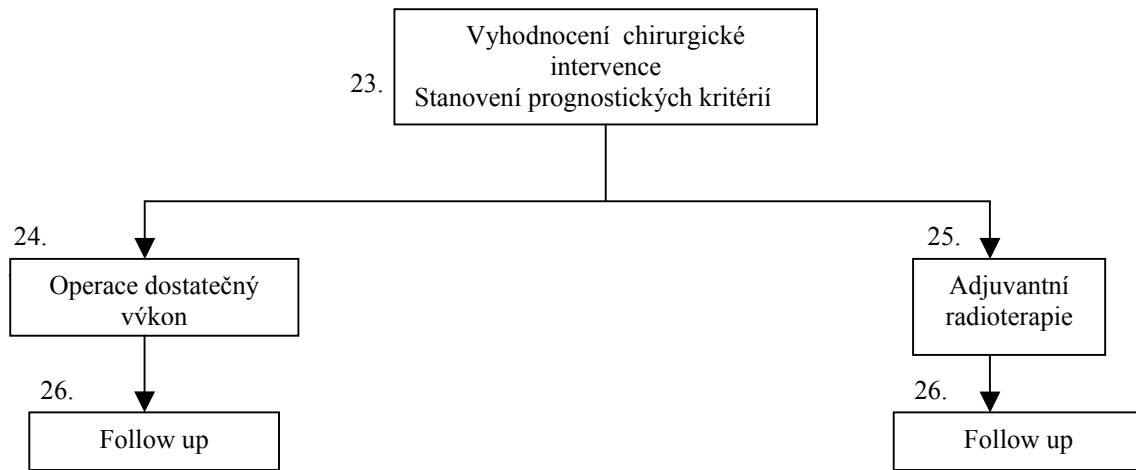 Vyhodnocení chirurgické
intervence
23.
Stanovení prognostických kritérií
24.
25.
Operace dostatečný
výkon
Adjuvantní
radioterapie
26.
26.
Follow up
Follow up